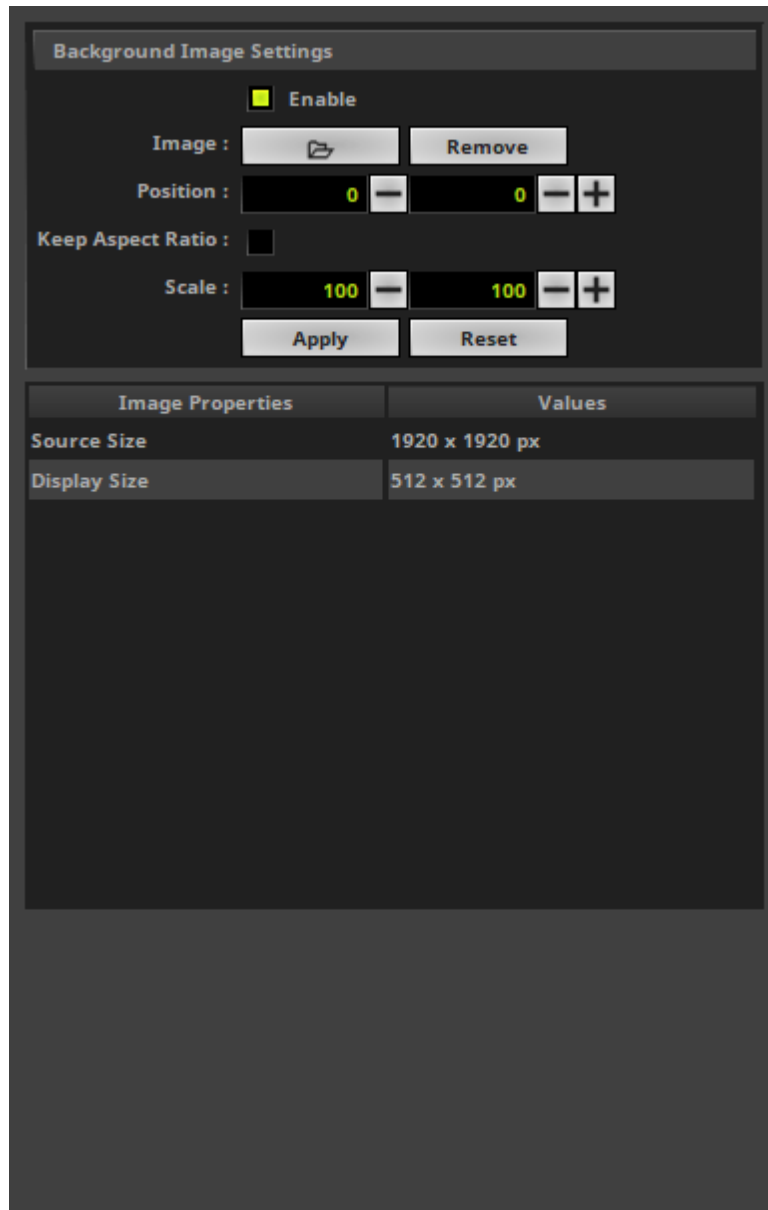 Background Image Settings
Enable
Image : Remove
Position : 0 0
Keep Aspect Ratio :
Scale : 100 100
Apply Reset
Image Properties Values
Source Size 1920 x 1920 px
Display Size 512 x 512 px